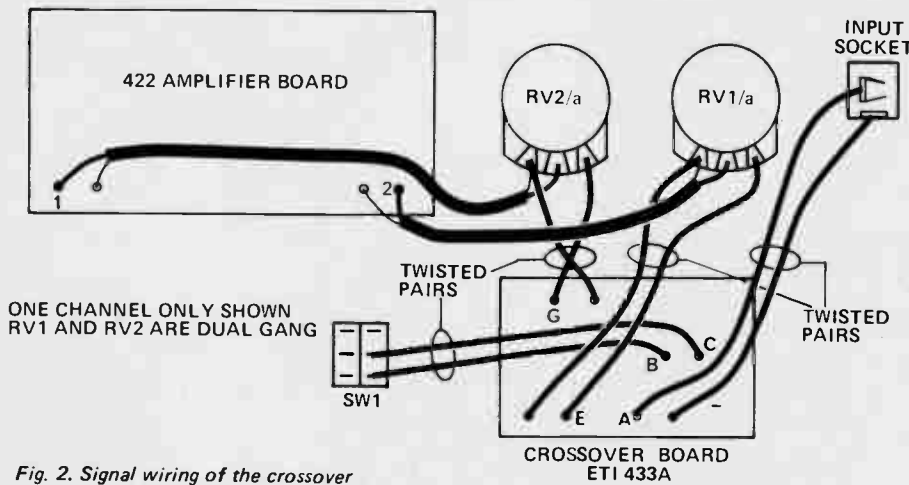 INPUT
SOCKET
422 AMPLIFIER BOARD
RV2/a
RV1/a
1
2
TWISTED
PAIRS
TWISTED
PAIRS
ONE CHANNEL ONLY SHOWN
RV1 AND RV2 ARE DUAL GANG
G
C
B
SW1
E
A
–
CROSSOVER BOARD
ETI 433A
Fig. 2. Signal wiring of the crossover